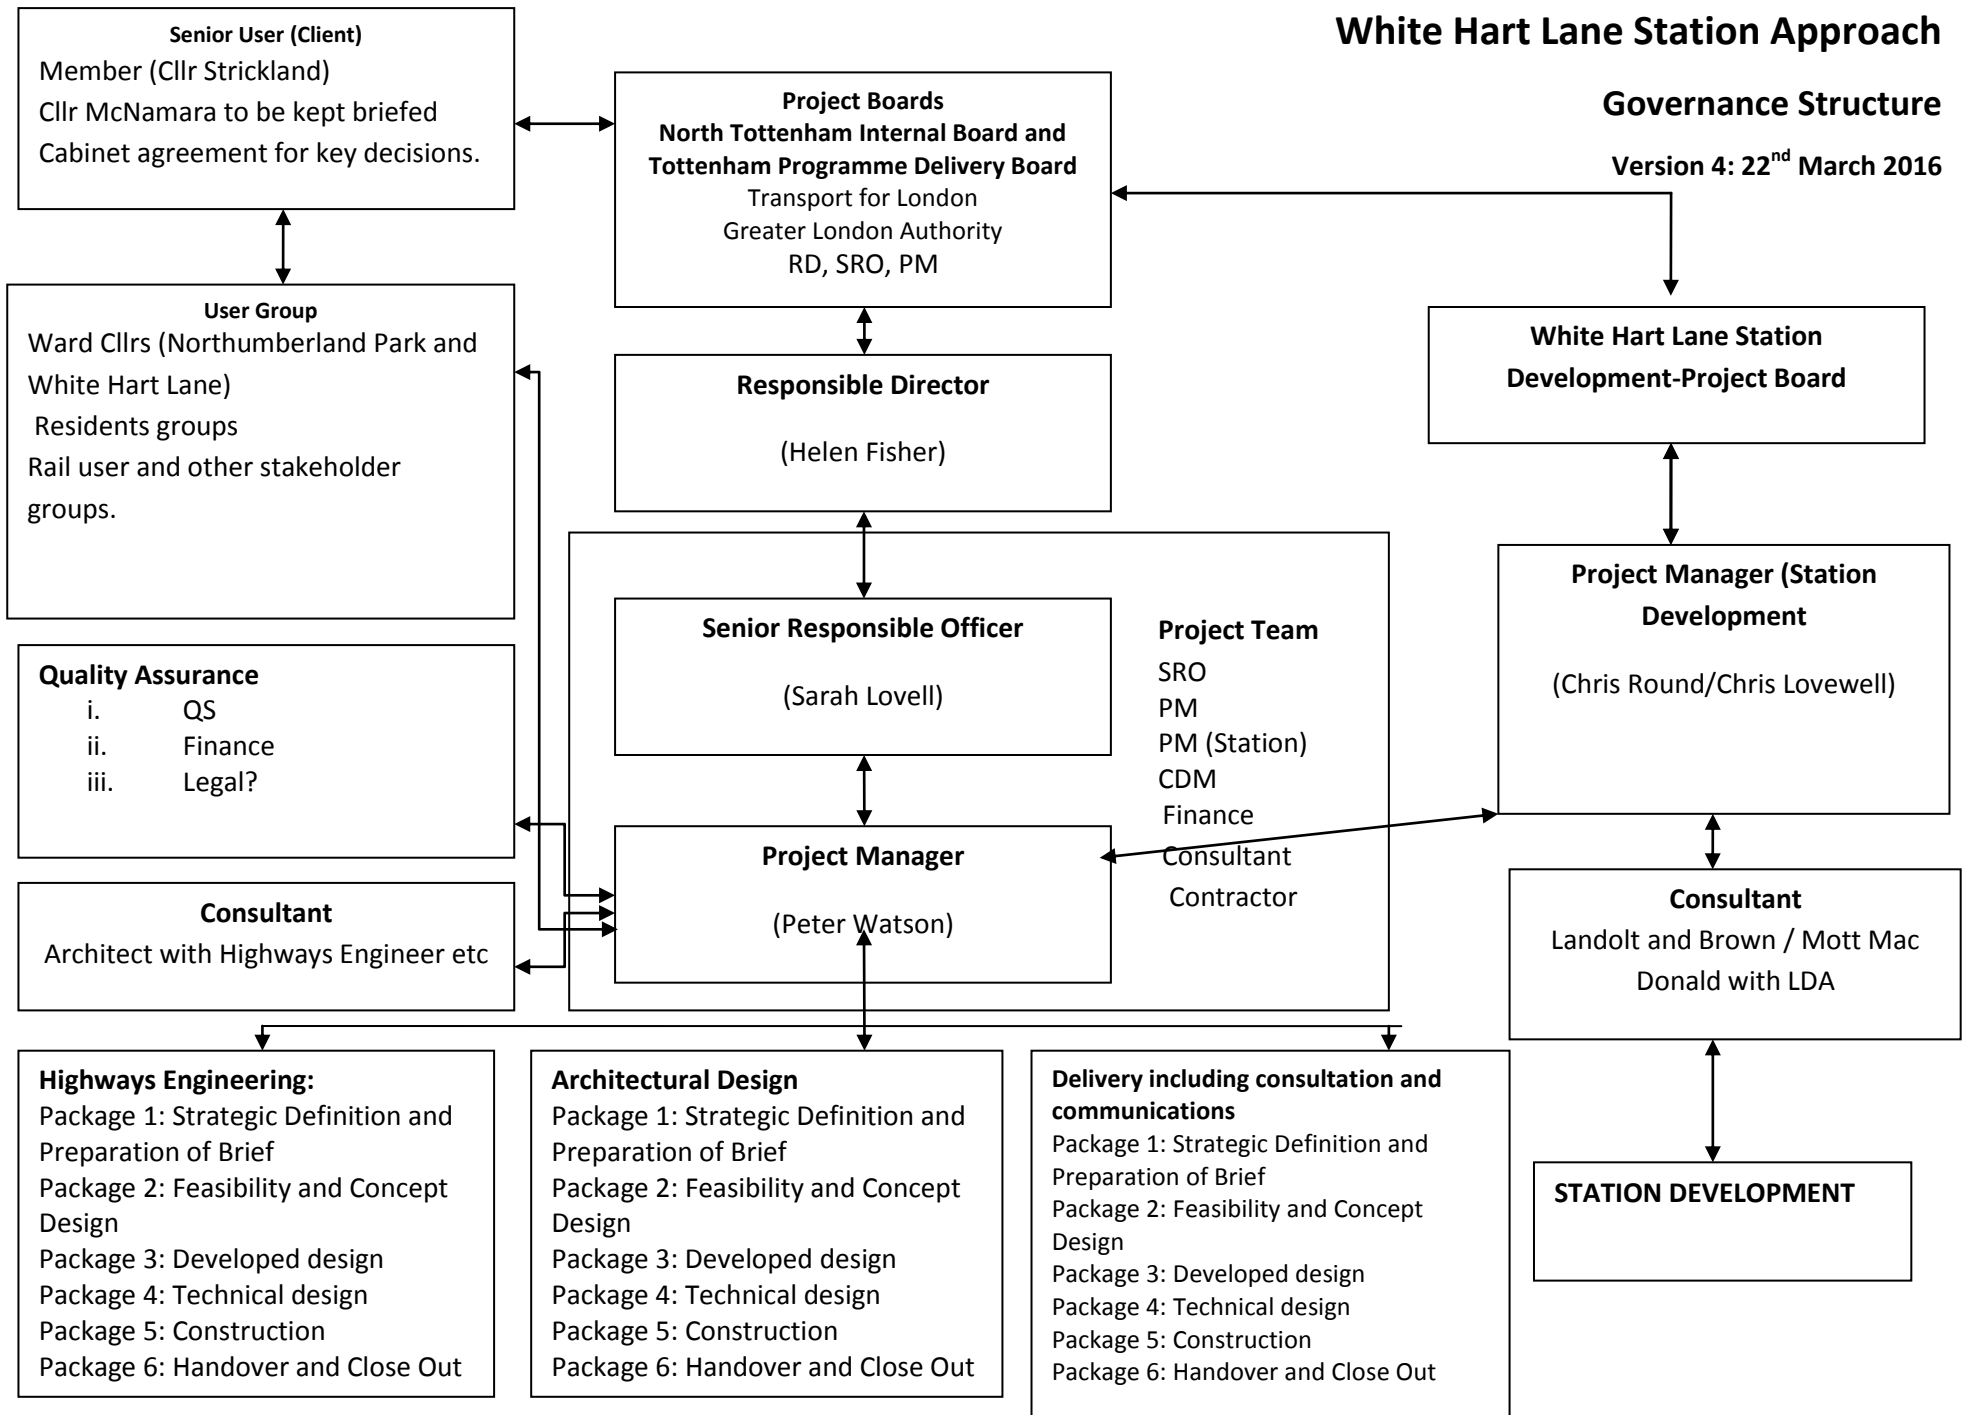 White Hart Lane Station Approach
Governance Structure
Version 4: 22nd March 2016
Senior User (Client)
Member (Cllr Strickland)
Cllr McNamara to be kept briefed
Cabinet agreement for key decisions.
Project Boards
North Tottenham Internal Board and
Tottenham Programme Delivery Board
Transport for London
Greater London Authority
RD, SRO, PM
User Group
Ward Cllrs (Northumberland Park and
White Hart Lane)
Residents groups
Rail user and other stakeholder
groups.
Responsible Director
(Helen Fisher)
White Hart Lane Station
Development-Project Board
Senior Responsible Officer
(Sarah Lovell)
Project Team
SRO
PM
PM (Station)
CDM
Finance
Consultant
Contractor
Project Manager (Station
Development
(Chris Round/Chris Lovewell)
Quality Assurance
i. QS
ii. Finance
iii. Legal?
Project Manager
(Peter Watson)
Consultant
Architect with Highways Engineer etc
Consultant
Landolt and Brown / Mott Mac
Donald with LDA
Highways Engineering:
Package 1: Strategic Definition and
Preparation of Brief
Package 2: Feasibility and Concept
Design
Package 3: Developed design
Package 4: Technical design
Package 5: Construction
Package 6: Handover and Close Out
Architectural Design
Package 1: Strategic Definition and
Preparation of Brief
Package 2: Feasibility and Concept
Design
Package 3: Developed design
Package 4: Technical design
Package 5: Construction
Package 6: Handover and Close Out
Delivery including consultation and
communications
Package 1: Strategic Definition and
Preparation of Brief
Package 2: Feasibility and Concept
Design
Package 3: Developed design
Package 4: Technical design
Package 5: Construction
Package 6: Handover and Close Out
STATION DEVELOPMENT